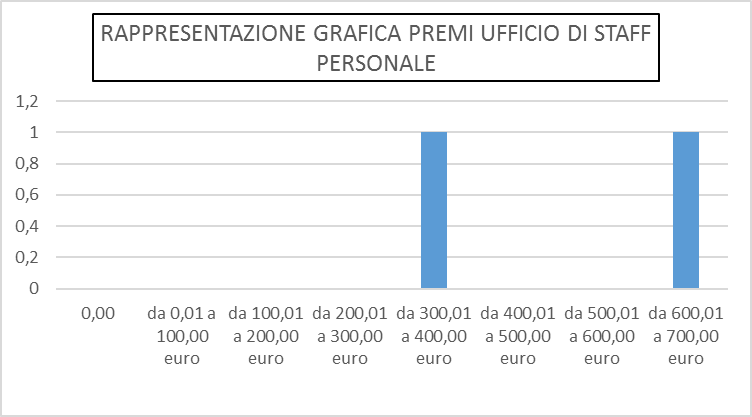 RAPPRESENTAZIONE GRAFICA PREMI UFFICIO DI STAFF
PERSONALE
1,2
1
0,8
0,6
0,4
0,2
0
0,00
da 0,01 a
100,00
euro
da 100,01
a 200,00
euro
da 200,01
a 300,00
euro
da 300,01
a 400,00
euro
da 400,01
a 500,00
euro
da 500,01
a 600,00
euro
da 600,01
a 700,00
euro